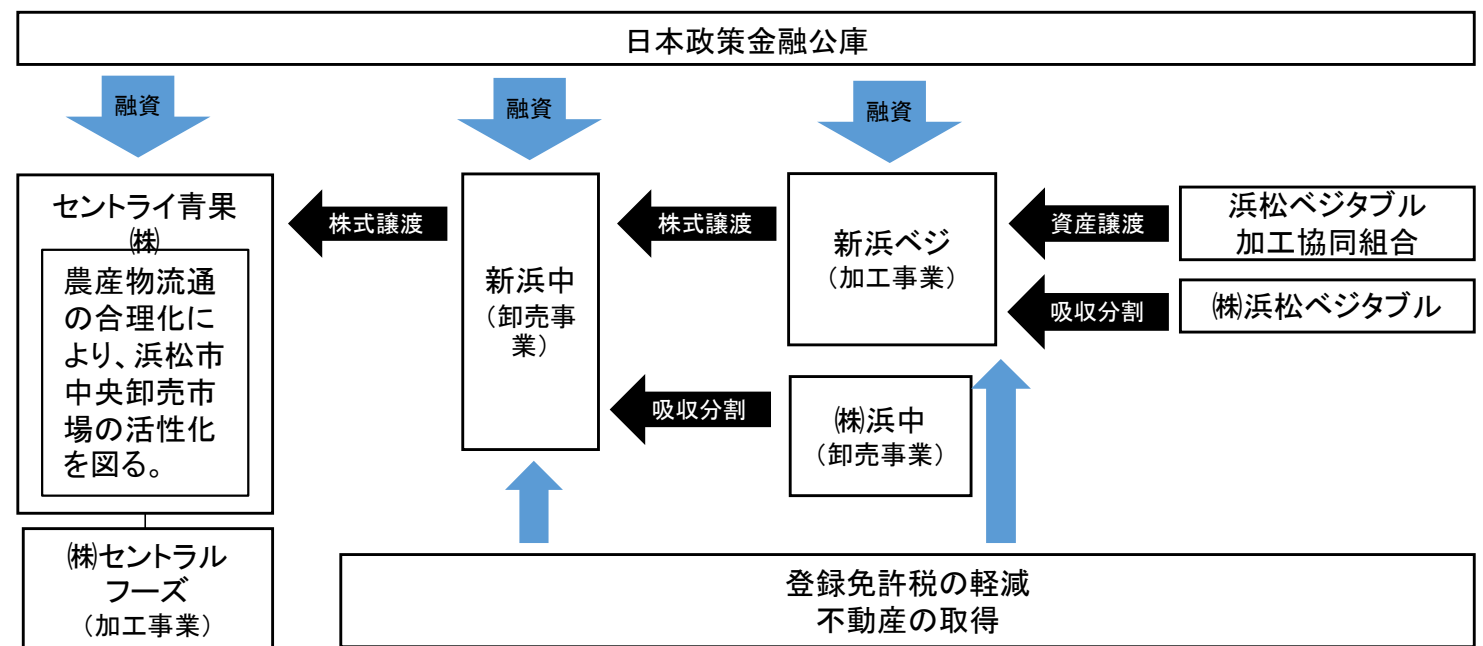 日本政策金融公庫
融資
融資
融資
セントライ青果
㈱
農産物流通
の合理化に
より、浜松市
中央卸売市
場の活性化
を図る。
株式譲渡
新浜中
（卸売事
業）
株式譲渡
新浜ベジ
（加工事業）
資産譲渡
浜松ベジタブル
加工協同組合
吸収分割
㈱浜松ベジタブル
吸収分割
㈱浜中
（卸売事業）
㈱セントラル
フーズ
（加工事業）
登録免許税の軽減
不動産の取得